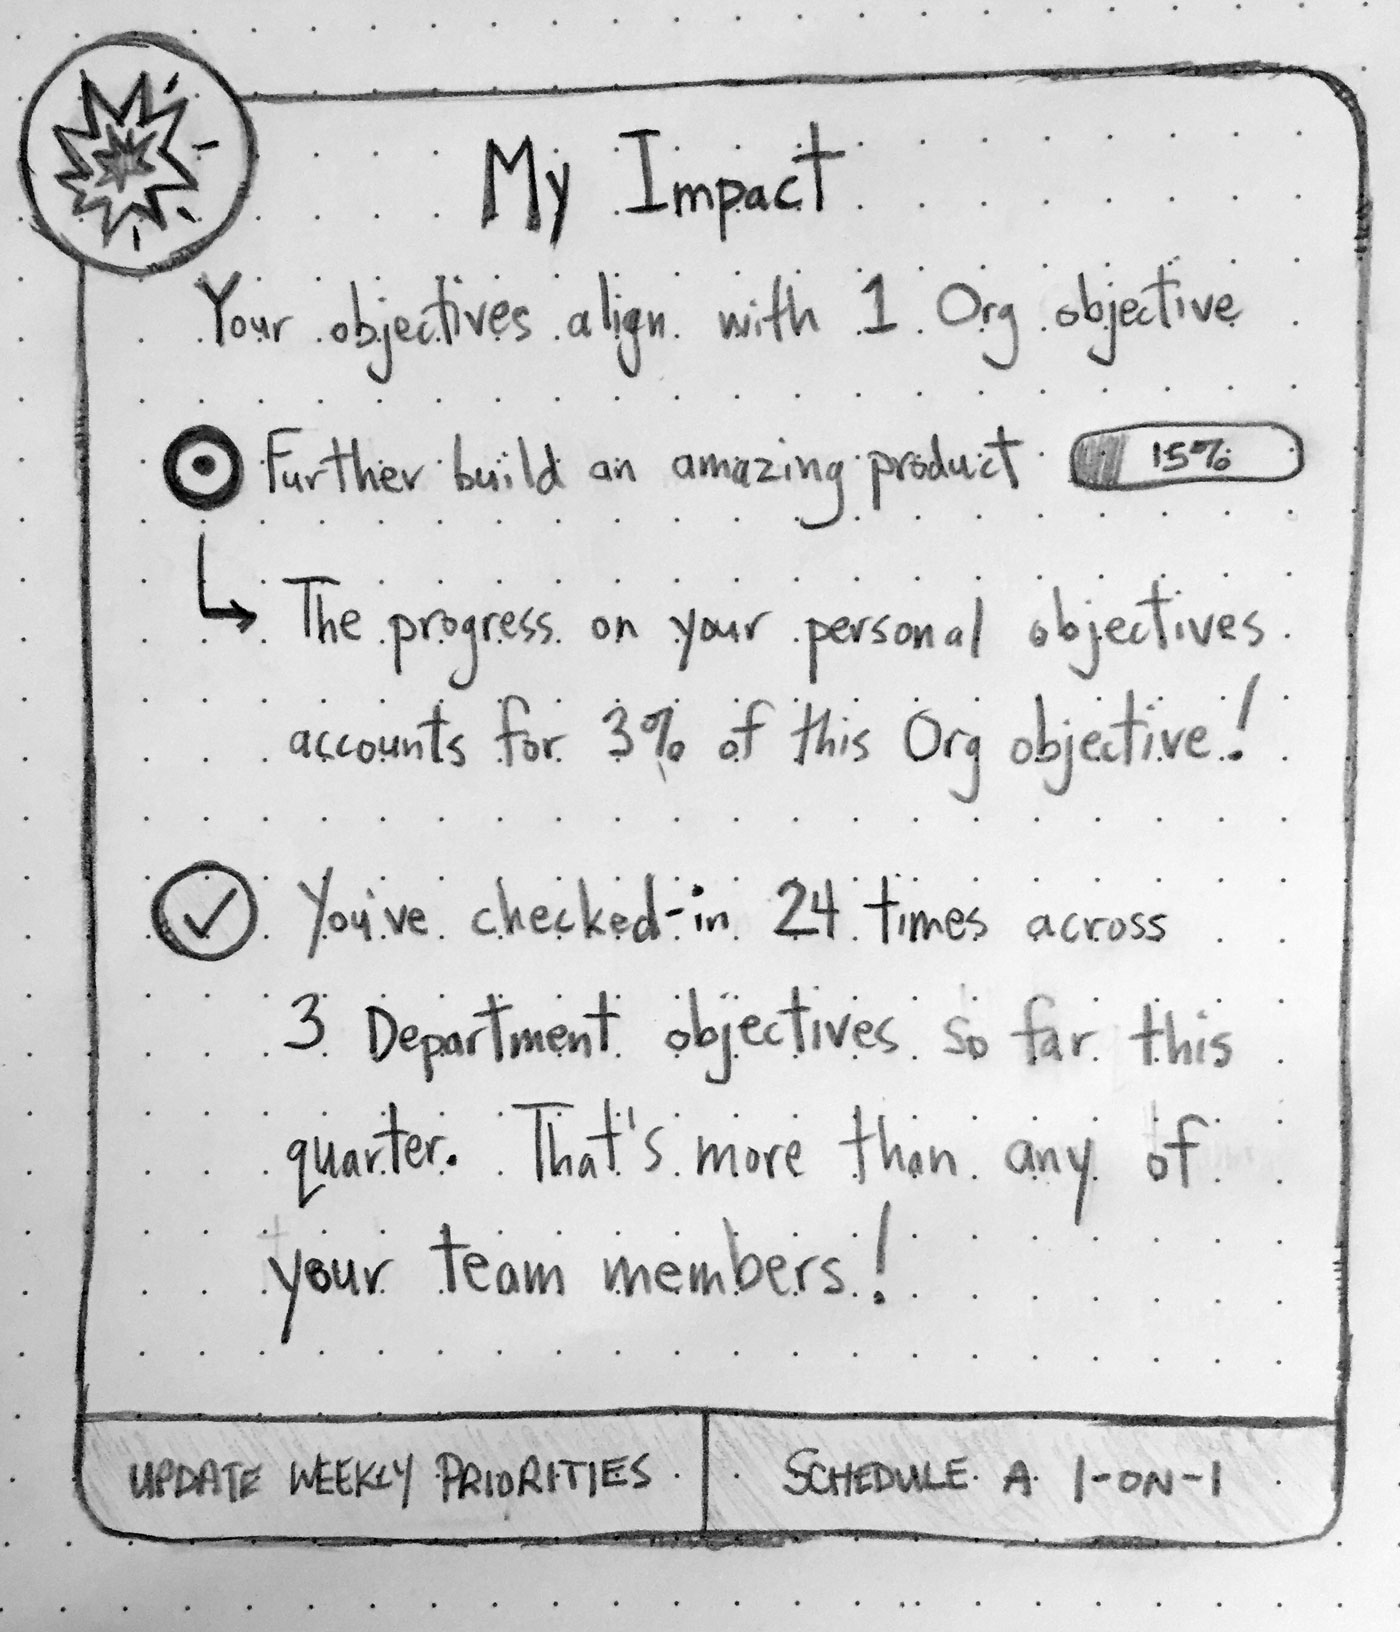 My Impact
Your objectives align with 1 Org objective
Further build an amazing product 15%
The progress on your personal objectives
accounts for 3% of this Org objective!
You've checked-in 24 times across
3 Department objectives so far this
quarter. That's more than any of
your team members!
UPDATE WEEKLY PRIORITIES SCHEDULE A 1-ON-1